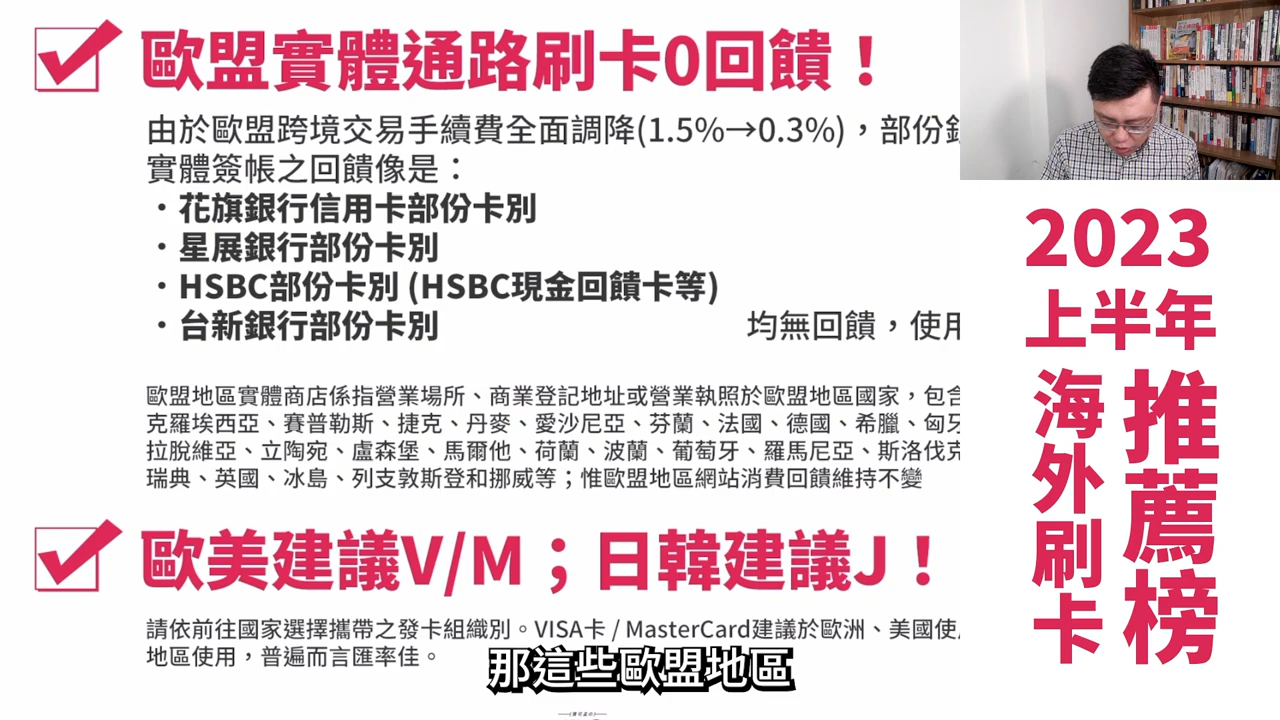 歐盟實體通路刷卡0回饋！
由於歐盟跨境交易手續費全面調降(1.5%→0.3%)，部份
實體簽帳之回饋像是：
・花旗銀行信用卡部份卡別
・星展銀行部份卡別
・HSBC部份卡別 (HSBC現金回饋卡等)
・台新銀行部份卡別 均無回饋，使用
歐盟地區實體商店係指營業場所、商業登記地址或營業執照於歐盟地區國家，包含
克羅埃西亞、賽普勒斯、捷克、丹麥、愛沙尼亞、芬蘭、法國、德國、希臘、匈牙
拉脫維亞、立陶宛、盧森堡、馬爾他、荷蘭、波蘭、葡萄牙、羅馬尼亞、斯洛伐克
瑞典、英國、冰島、列支敦斯登和挪威等；惟歐盟地區網站消費回饋維持不變
歐美建議V/M；日韓建議J！
請依前往國家選擇攜帶之發卡組織別。VISA卡 / MasterCard建議於歐洲、美國使
地區使用，普遍而言匯率佳。
那這些歐盟地區
2023
上半年
海外刷卡
推薦榜